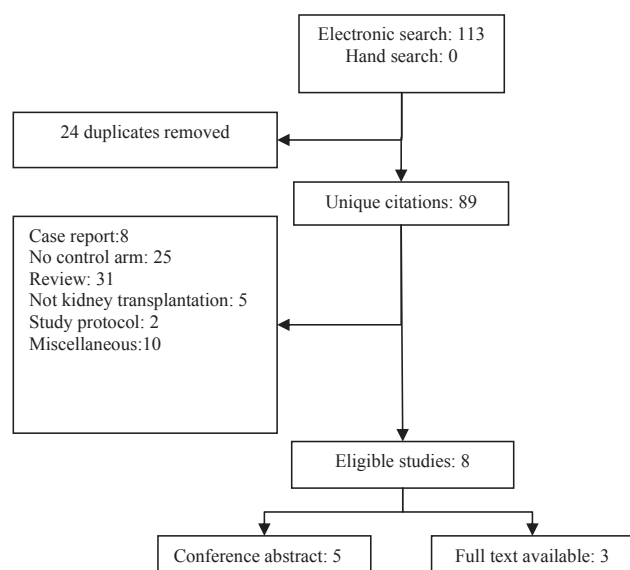 Electronic search: 113
Hand search: 0
24 duplicates removed
Unique citations: 89
Case report:8
No control arm: 25
Review: 31
Not kidney transplantation: 5
Study protocol: 2
Miscellaneous:10
Eligible studies: 8
Conference abstract: 5
Full text available: 3